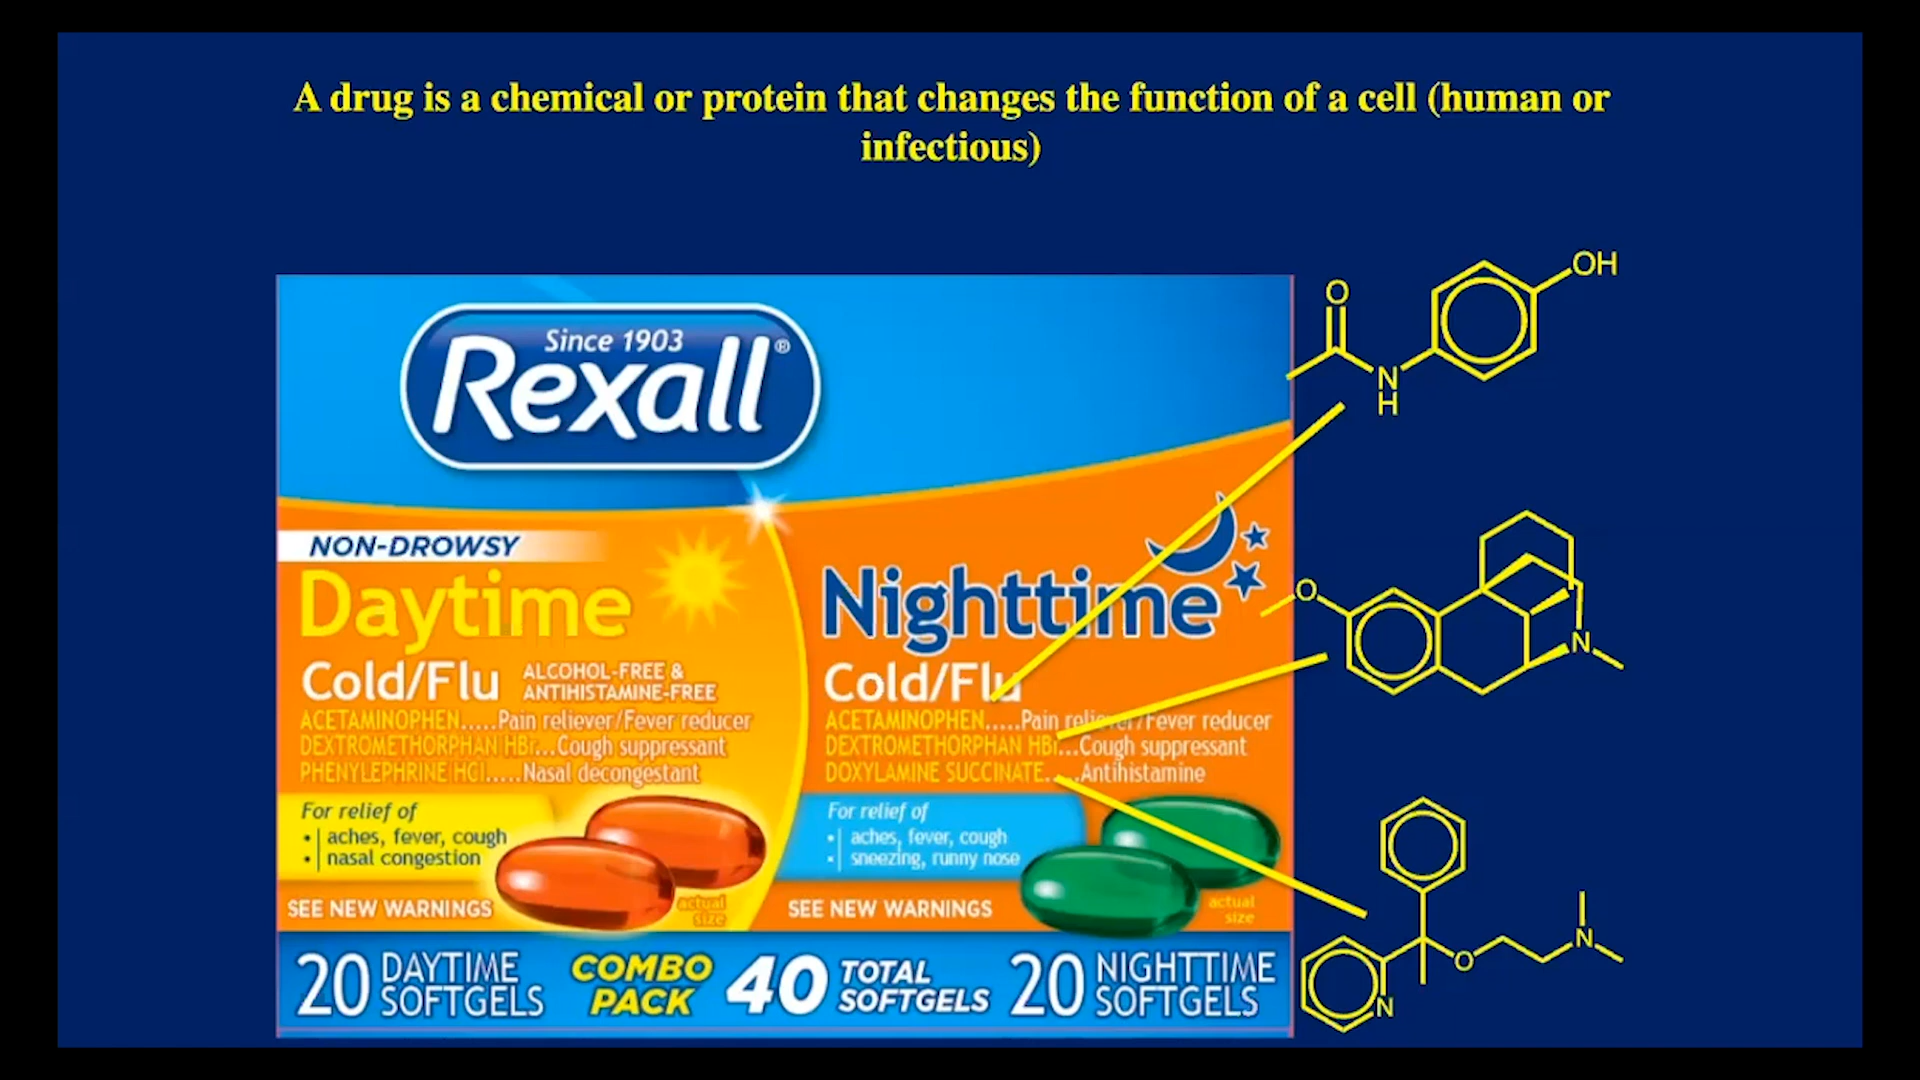 A drug is a chemical or protein that changes the function of a cell (human or
infectious)
Since 1903
Rexall®
NON-DROWSY
Daytime
Cold/Flu ALCOHOL-FREE &
ANTIHISTAMINE-FREE
ACETAMINOPHEN.....Pain reliever/Fever reducer
DEXTROMETHORPHAN HBr...Cough suppressant
PHENYLEPHRINE HCl.....Nasal decongestant
For relief of
• aches, fever, cough
• nasal congestion
SEE NEW WARNINGS
actual
size
Nighttime
Cold/Flu
ACETAMINOPHEN.....Pain reliever/Fever reducer
DEXTROMETHORPHAN HBr...Cough suppressant
DOXYLAMINE SUCCINATE.....Antihistamine
For relief of
• aches, fever, cough
• sneezing, runny nose
SEE NEW WARNINGS
actual
size
20 DAYTIME
SOFTGELS
COMBO
PACK
40 TOTAL
SOFTGELS
20 NIGHTTIME
SOFTGELS
OH
O
N
H
O
N
N
O
N